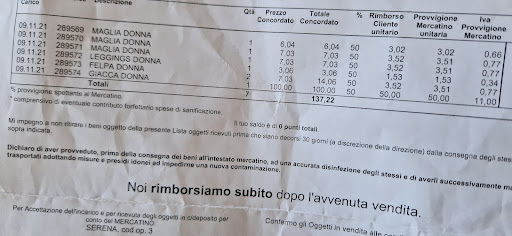 Carico Descrizione Qta Prezzo Concordato Totale Concordato % Rimborso Cliente unitario Provvigione Mercatino unitaria Iva Provvigione Mercatino
09.11.21 289569 MAGLIA DONNA 1 6,04 6,04 50 3,02 3,02 0,66
09.11.21 289570 MAGLIA DONNA 1 7,03 7,03 50 3,52 3,51 0,77
09.11.21 289571 MAGLIA DONNA 1 7,03 7,03 50 3,52 3,51 0,77
09.11.21 289572 LEGGINGS DONNA 1 3,06 3,06 50 1,53 1,53 0,34
09.11.21 289573 FELPA DONNA 2 7,03 14,06 50 3,52 3,51 0,77
09.11.21 289574 GIACCA DONNA 1 100,00 100,00 50 50,00 50,00 11,00
Totali 7 137,22
% provvigione spettante al Mercatino
* comprensivo di eventuale contributo forfettario spese di sanificazione.
Il tuo saldo è di 0 punti totali.
Mi impegno a non ritirare i beni oggetto della presente Lista oggetti ricevuti prima che siano decorsi 30 giorni (a discrezione della direzione) dalla consegna degli stes
sopra indicata.
Dichiaro di aver provveduto, prima della consegna dei beni all'intestato mercatino, ad una accurata disinfezione degli stessi e di averli successivamente
trasportati adottando misure e presidi idonei ad impedirne una nuova contaminazione.
Noi rimborsiamo subito dopo l'avvenuta vendita.
Per Accettazione dell'incarico e per ricevuta degli oggetti in c/deposito per
conto del MERCATINO
SERENA. cod op. 3
Confermo gli Oggetti in vendita alle